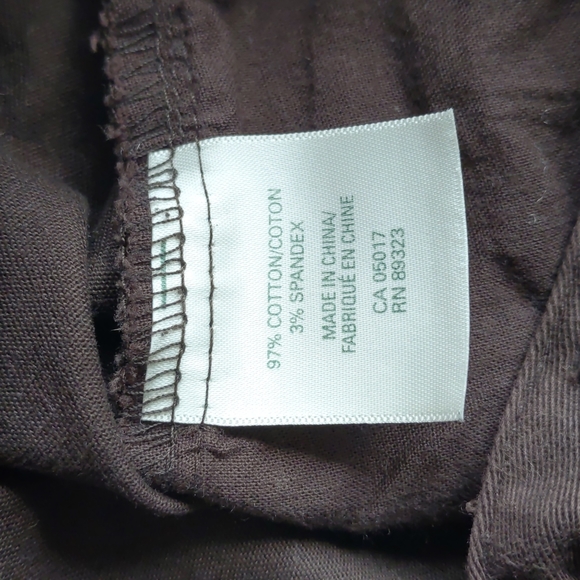 97% COTTON/COTON
3% SPANDEX
MADE IN CHINA/
FABRIQUÉ EN CHINE
CA 05017
RN 89323